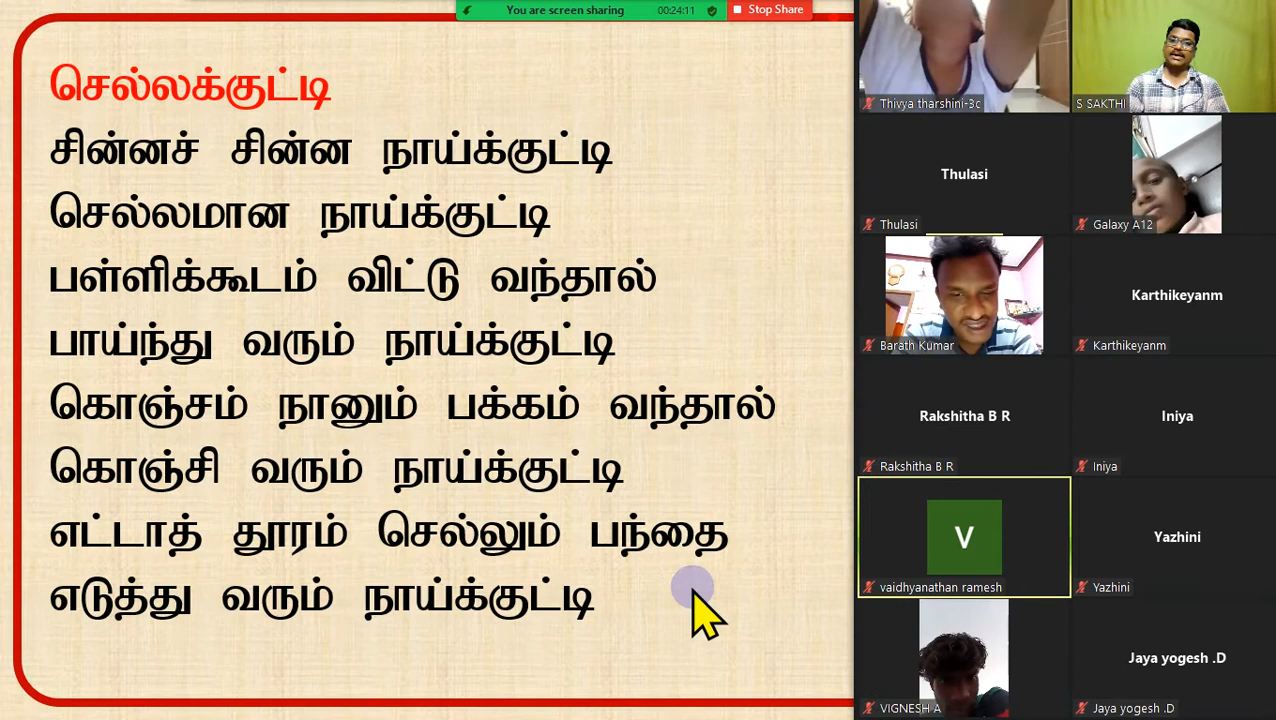 You are screen sharing 00:24:11 Stop Share
செல்லக்குட்டி
சின்னச் சின்ன நாய்க்குட்டி
செல்லமான நாய்க்குட்டி
பள்ளிக்கூடம் விட்டு வந்தால்
பாய்ந்து வரும் நாய்க்குட்டி
கொஞ்சம் நானும் பக்கம் வந்தால்
கொஞ்சி வரும் நாய்க்குட்டி
எட்டாத் தூரம் செல்லும் பந்தை
எடுத்து வரும் நாய்க்குட்டி
Thivya tharshini-3c
S SAKTHI
Thulasi
Thulasi
Galaxy A12
Barath Kumar
Karthikeyanm
Karthikeyanm
Rakshitha B R
Rakshitha B R
Iniya
Iniya
V
vaidhyanathan ramesh
Yazhini
Yazhini
VIGNESH A
Jaya yogesh .D
Jaya yogesh .D